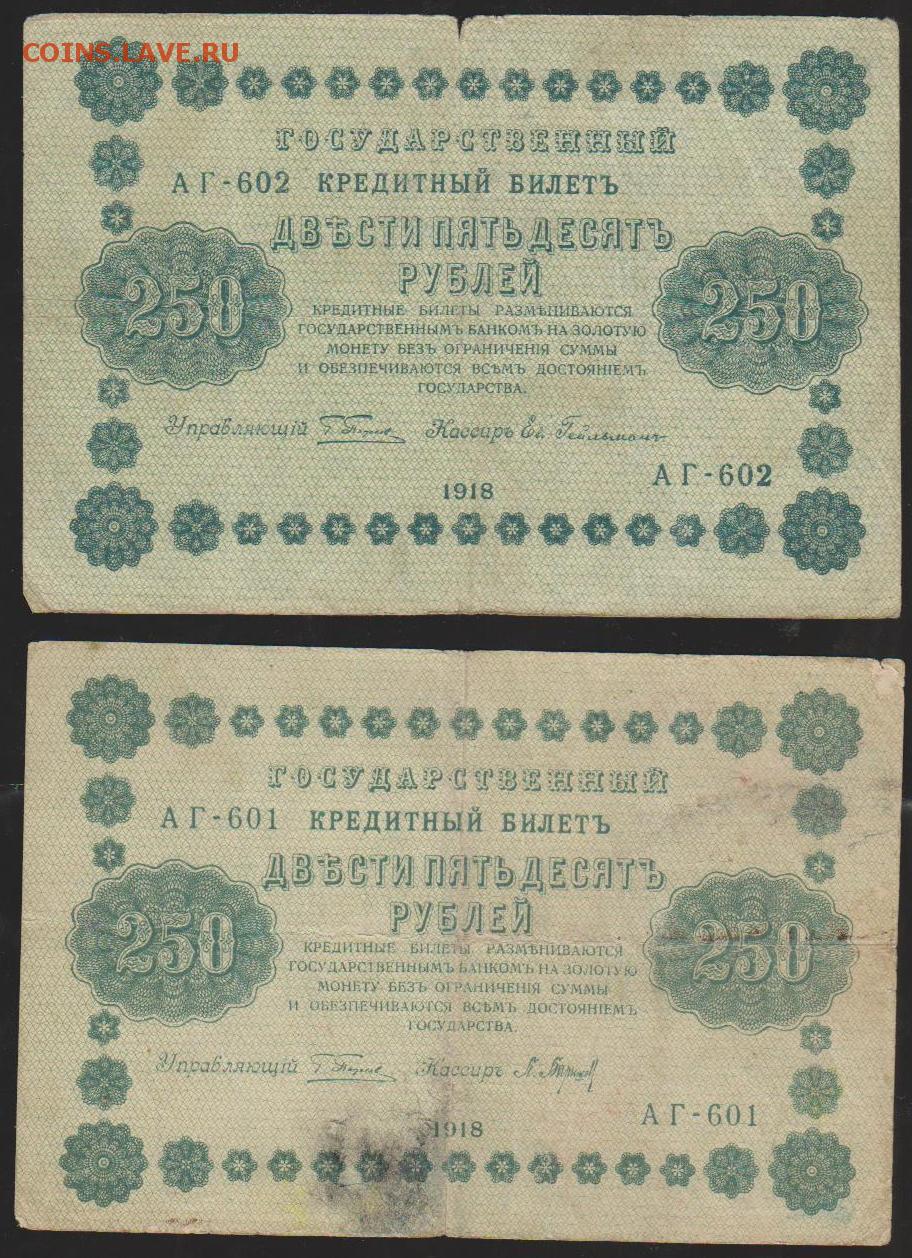 COINS.LAVE.RU
ГОСУДАРСТВЕННЫЙ
АГ-602 КРЕДИТНЫЙ БИЛЕТЪ
ДВѢСТИ ПЯТЬДЕСЯТЪ
РУБЛЕЙ
250 250
КРЕДИТНЫЕ БИЛЕТЫ РАЗМѢНИВАЮТСЯ
ГОСУДАРСТВЕННЫМЪ БАНКОМЪ НА ЗОЛОТУЮ
МОНЕТУ БЕЗЪ ОГРАНИЧЕНІЯ СУММЫ
И ОБЕЗПЕЧИВАЮТСЯ ВСѢМЪ ДОСТОЯНІЕМЪ
ГОСУДАРСТВА.
Управляющій Кассиръ Ев. Гейльманъ
АГ-602
1918
ГОСУДАРСТВЕННЫЙ
АГ-601 КРЕДИТНЫЙ БИЛЕТЪ
ДВѢСТИ ПЯТЬДЕСЯТЪ
РУБЛЕЙ
250 250
КРЕДИТНЫЕ БИЛЕТЫ РАЗМѢНИВАЮТСЯ
ГОСУДАРСТВЕННЫМЪ БАНКОМЪ НА ЗОЛОТУЮ
МОНЕТУ БЕЗЪ ОГРАНИЧЕНІЯ СУММЫ
И ОБЕЗПЕЧИВАЮТСЯ ВСѢМЪ ДОСТОЯНІЕМЪ
ГОСУДАРСТВА.
Управляющій Кассиръ
АГ-601
1918